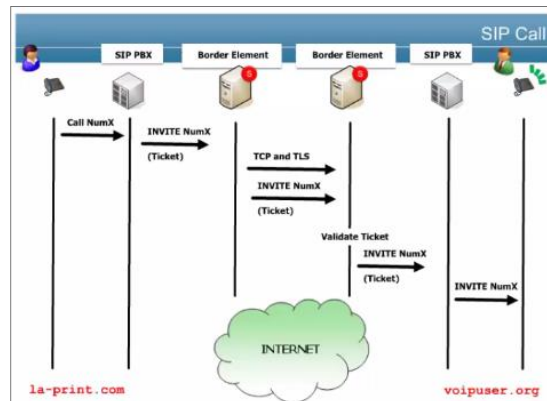 SIP Call
SIP PBX
Border Element
Border Element
SIP PBX
S
S
Call NumX
INVITE NumX
(Ticket)
TCP and TLS
INVITE NumX
(Ticket)
Validate Ticket
INVITE NumX
(Ticket)
INVITE NumX
INTERNET
la-print.com
voipuser.org